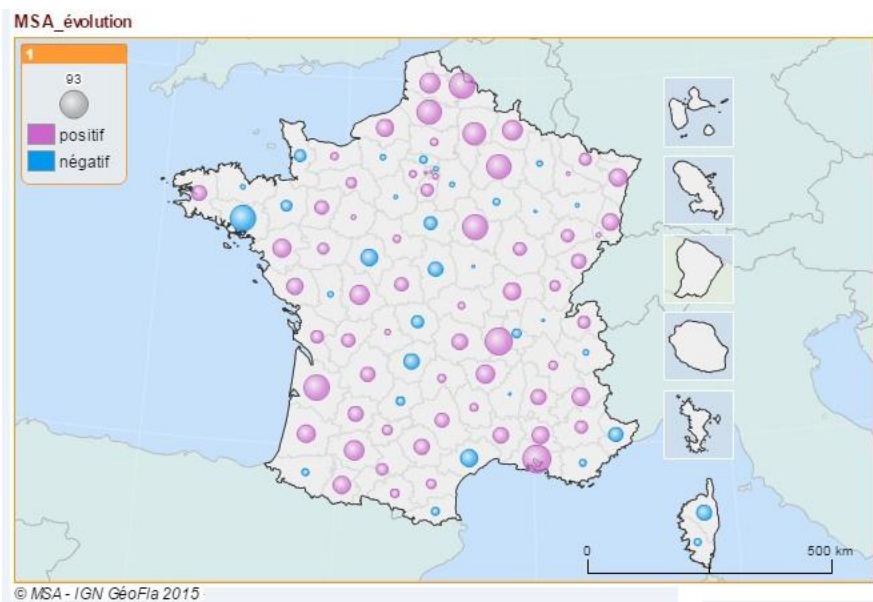 MSA_évolution
1
93
positif
négatif
0 500 km
© MSA - IGN GéoFla 2015